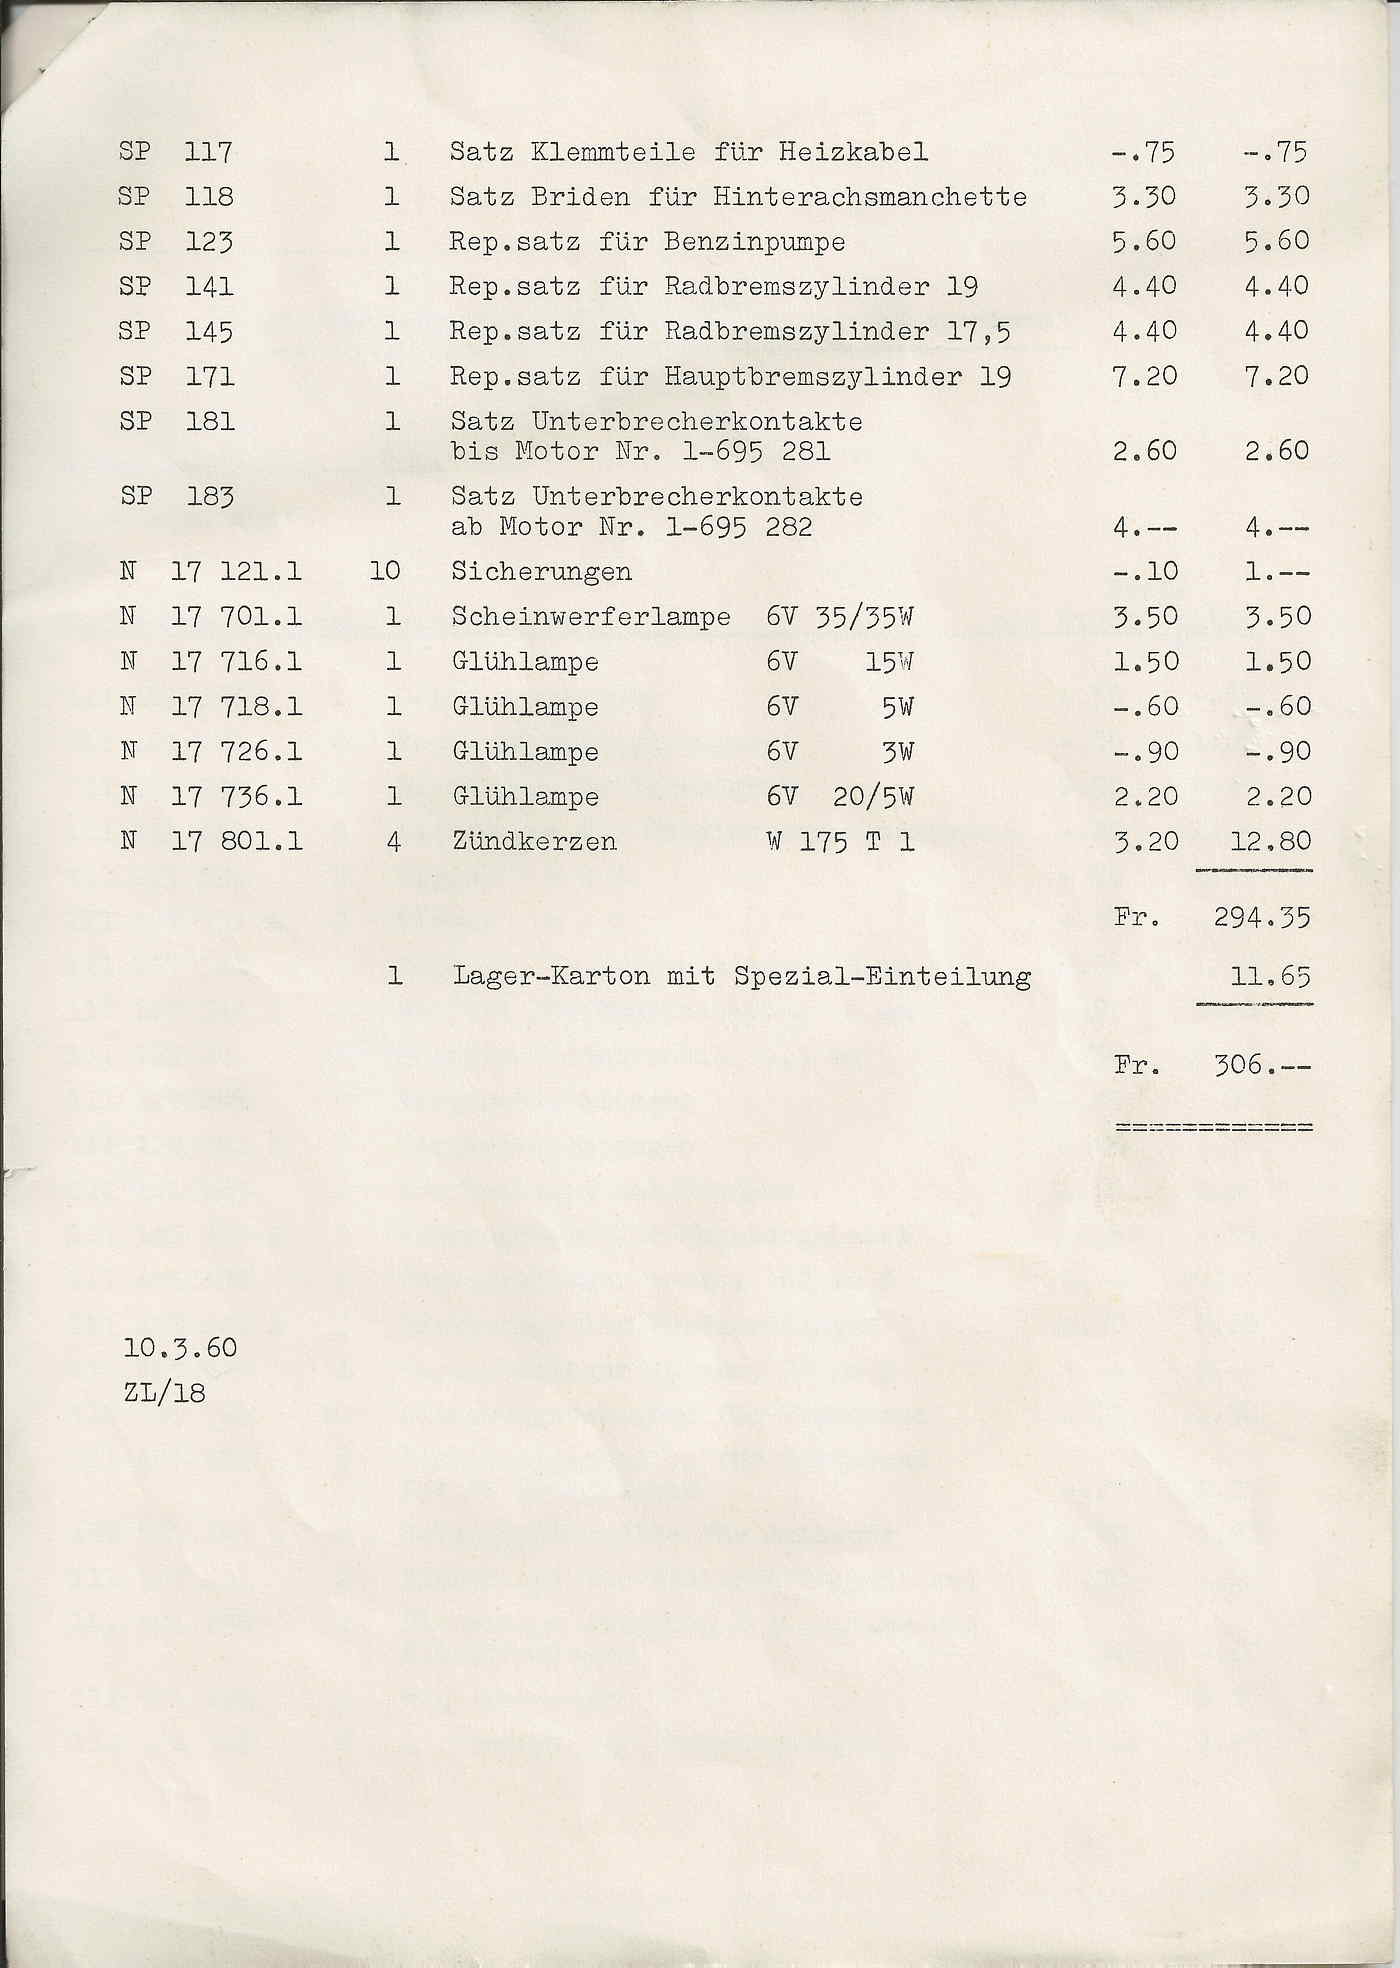 SP 117 1 Satz Klemmteile für Heizkabel -.75 -.75
SP 118 1 Satz Briden für Hinterachsmanchette 3.30 3.30
SP 123 1 Rep.satz für Benzinpumpe 5.60 5.60
SP 141 1 Rep.satz für Radbremszylinder 19 4.40 4.40
SP 145 1 Rep.satz für Radbremszylinder 17,5 4.40 4.40
SP 171 1 Rep.satz für Hauptbremszylinder 19 7.20 7.20
SP 181 1 Satz Unterbrecherkontakte
bis Motor Nr. 1-695 281 2.60 2.60
SP 183 1 Satz Unterbrecherkontakte
ab Motor Nr. 1-695 282 4.-- 4.--
N 17 121.1 10 Sicherungen -.10 1.--
N 17 701.1 1 Scheinwerferlampe 6V 35/35W 3.50 3.50
N 17 716.1 1 Glühlampe 6V 15W 1.50 1.50
N 17 718.1 1 Glühlampe 6V 5W -.60 -.60
N 17 726.1 1 Glühlampe 6V 3W -.90 -.90
N 17 736.1 1 Glühlampe 6V 20/5W 2.20 2.20
N 17 801.1 4 Zündkerzen W 175 T 1 3.20 12.80
Fr. 294.35
1 Lager-Karton mit Spezial-Einteilung 11.65
Fr. 306.--
============
10.3.60
ZL/18